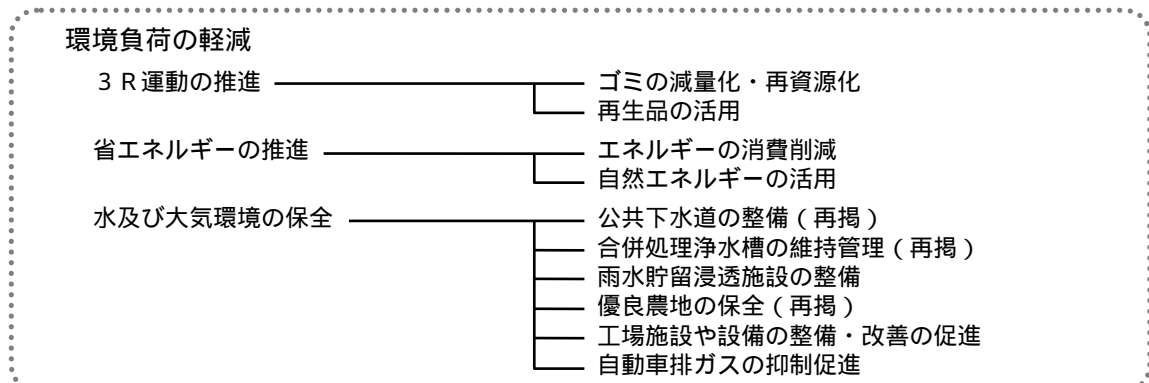 環境負荷の軽減
３Ｒ運動の推進
ゴミの減量化・再資源化
再生品の活用
省エネルギーの推進
エネルギーの消費削減
自然エネルギーの活用
水及び大気環境の保全
公共下水道の整備（再掲）
合併処理浄水槽の維持管理（再掲）
雨水貯留浸透施設の整備
優良農地の保全（再掲）
工場施設や設備の整備・改善の促進
自動車排ガスの抑制促進